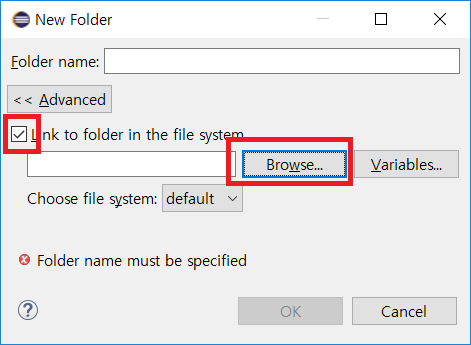 New Folder
Folder name:
<< Advanced
Link to folder in the file system
Browse... Variables...
Choose file system: default
Folder name must be specified
? OK Cancel